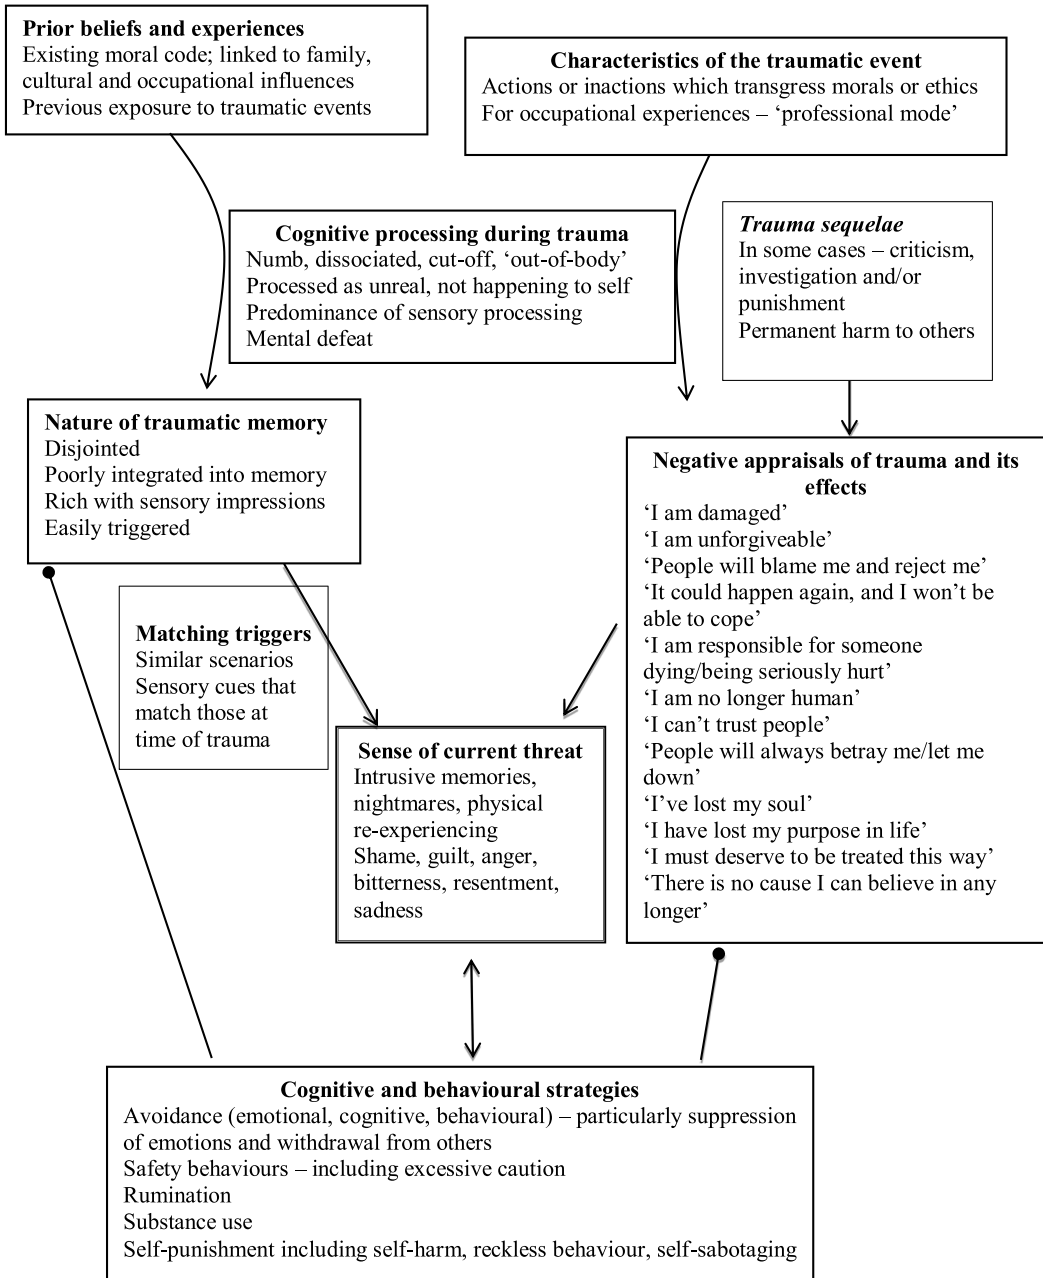 Prior beliefs and experiences
Existing moral code; linked to family,
cultural and occupational influences
Previous exposure to traumatic events
Characteristics of the traumatic event
Actions or inactions which transgress morals or ethics
For occupational experiences – ‘professional mode’
Cognitive processing during trauma
Numb, dissociated, cut-off, ‘out-of-body’
Processed as unreal, not happening to self
Predominance of sensory processing
Mental defeat
Trauma sequelae
In some cases – criticism,
investigation and/or
punishment
Permanent harm to others
Nature of traumatic memory
Disjointed
Poorly integrated into memory
Rich with sensory impressions
Easily triggered
Negative appraisals of trauma and its
effects
‘I am damaged’
‘I am unforgiveable’
‘People will blame me and reject me’
‘It could happen again, and I won’t be
able to cope’
‘I am responsible for someone
dying/being seriously hurt’
‘I am no longer human’
‘I can’t trust people’
‘People will always betray me/let me
down’
‘I’ve lost my soul’
‘I have lost my purpose in life’
‘I must deserve to be treated this way’
‘There is no cause I can believe in any
longer’
Matching triggers
Similar scenarios
Sensory cues that
match those at
time of trauma
Sense of current threat
Intrusive memories,
nightmares, physical
re-experiencing
Shame, guilt, anger,
bitterness, resentment,
sadness
Cognitive and behavioural strategies
Avoidance (emotional, cognitive, behavioural) – particularly suppression
of emotions and withdrawal from others
Safety behaviours – including excessive caution
Rumination
Substance use
Self-punishment including self-harm, reckless behaviour, self-sabotaging